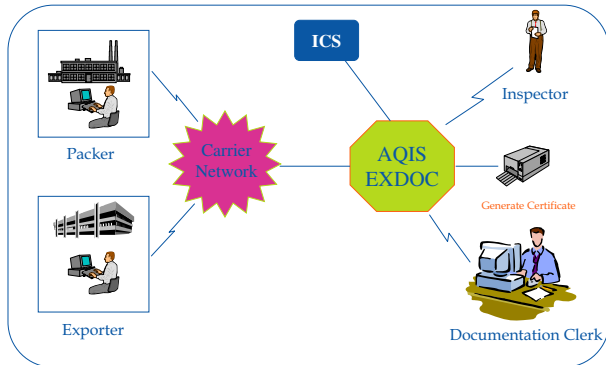 ICS
Inspector
Packer
Carrier
Network
AQIS
EXDOC
Generate Certificate
Exporter
Documentation Clerk